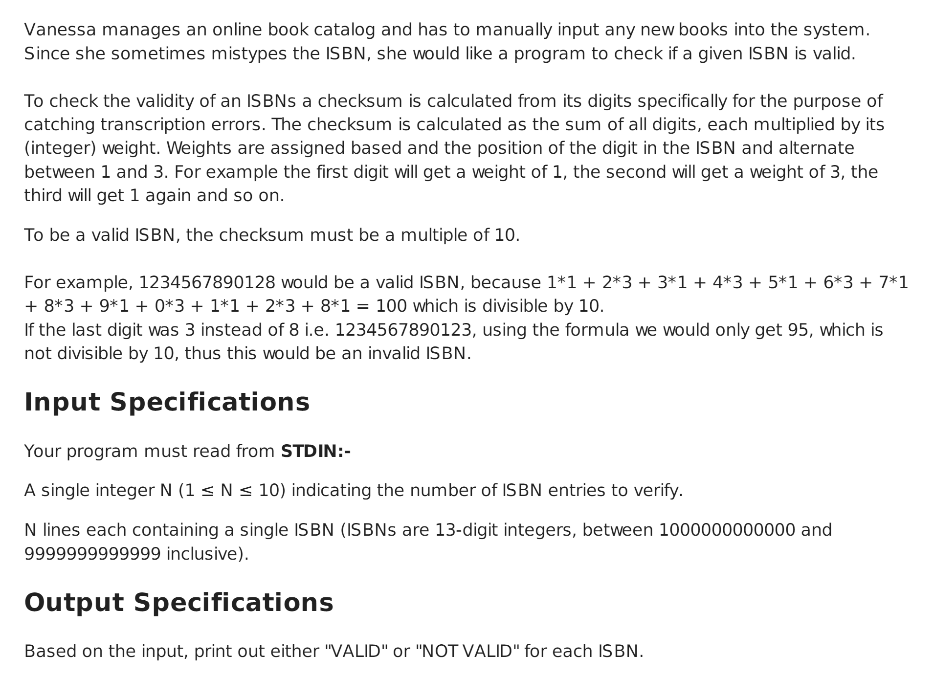 Vanessa manages an online book catalog and has to manually input any new books into the system.
Since she sometimes mistypes the ISBN, she would like a program to check if a given ISBN is valid.
To check the validity of an ISBNs a checksum is calculated from its digits specifically for the purpose of
catching transcription errors. The checksum is calculated as the sum of all digits, each multiplied by its
(integer) weight. Weights are assigned based and the position of the digit in the ISBN and alternate
between 1 and 3. For example the first digit will get a weight of 1, the second will get a weight of 3, the
third will get 1 again and so on.
To be a valid ISBN, the checksum must be a multiple of 10.
For example, 1234567890128 would be a valid ISBN, because 1*1 + 2*3 + 3*1 + 4*3 + 5*1 + 6*3 + 7*1
+ 8*3 + 9*1 + 0*3 + 1*1 + 2*3 + 8*1 = 100 which is divisible by 10.
If the last digit was 3 instead of 8 i.e. 1234567890123, using the formula we would only get 95, which is
not divisible by 10, thus this would be an invalid ISBN.
Input Specifications
Your program must read from STDIN:-
A single integer N (1 ≤ N ≤ 10) indicating the number of ISBN entries to verify.
N lines each containing a single ISBN (ISBNs are 13-digit integers, between 1000000000000 and
9999999999999 inclusive).
Output Specifications
Based on the input, print out either "VALID" or "NOT VALID" for each ISBN.